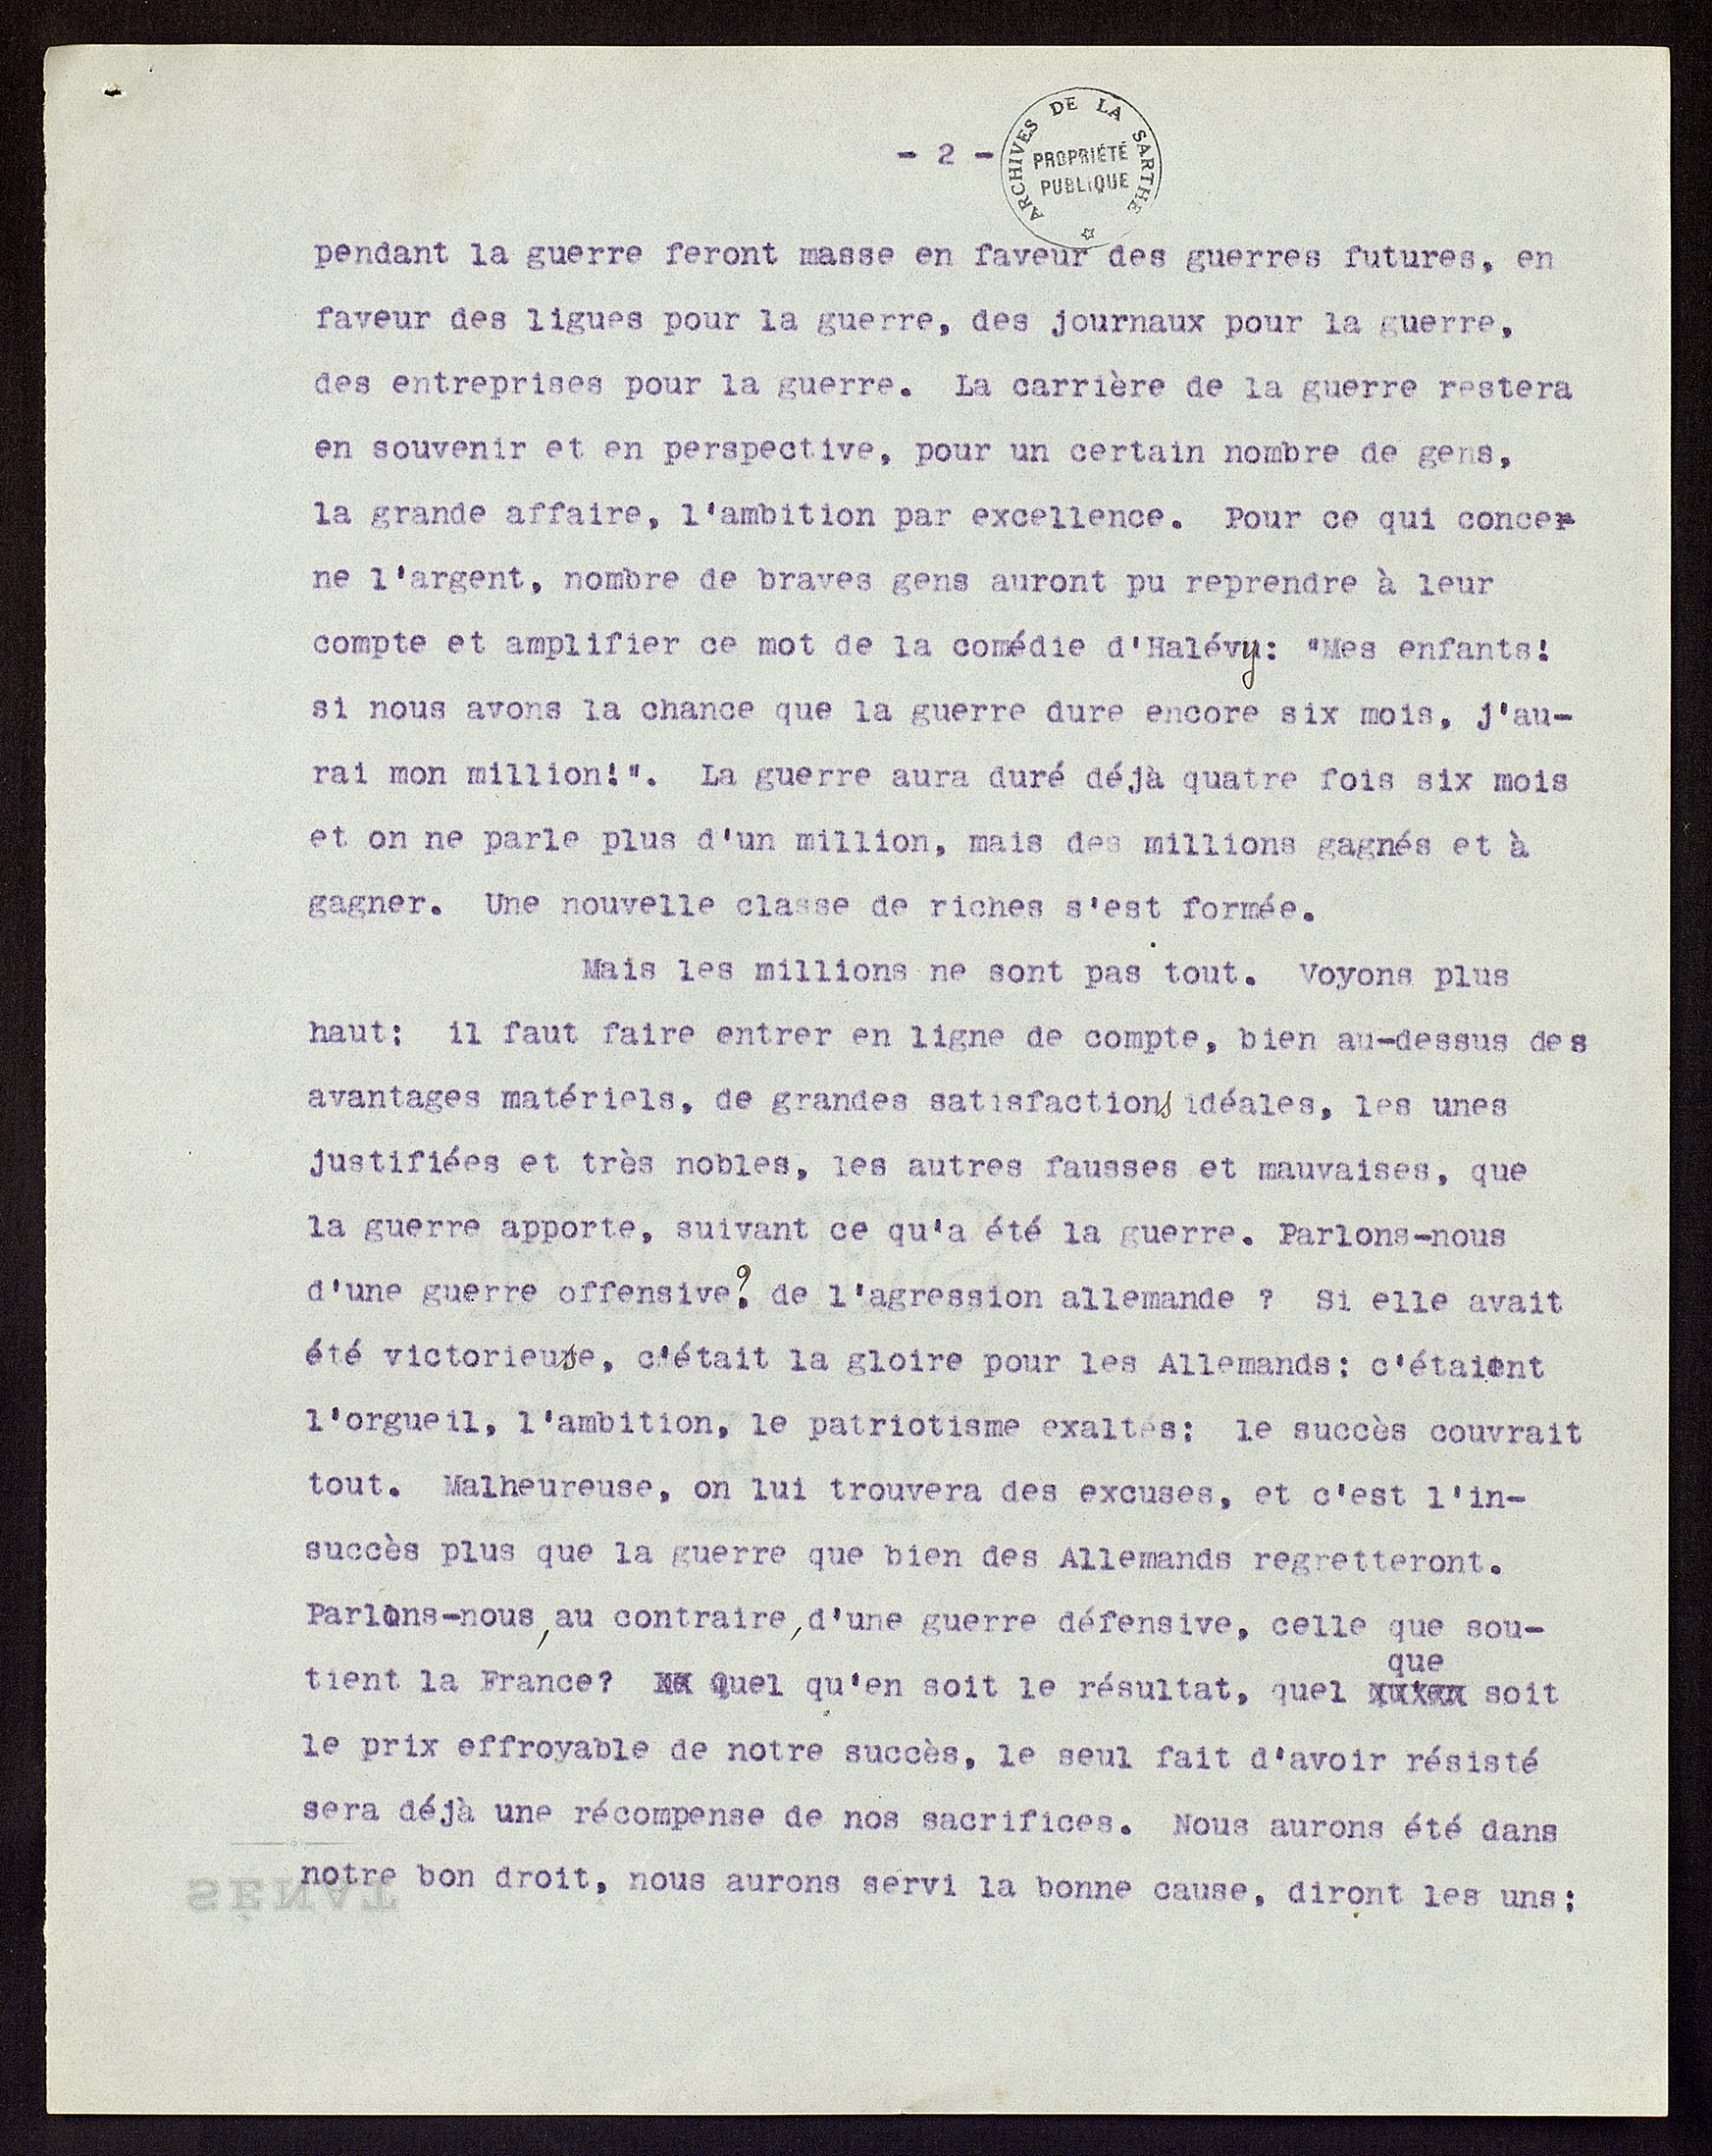 - 2 -
ARCHIVES DE LA SARTHE
PROPRIÉTÉ
PUBLIQUE
pendant la guerre feront masse en faveur des guerres futures, en
faveur des ligues pour la guerre, des journaux pour la guerre,
des entreprises pour la guerre. La carrière de la guerre restera
en souvenir et en perspective, pour un certain nombre de gens,
la grande affaire, l'ambition par excellence. Pour ce qui concer-
ne l'argent, nombre de braves gens auront pu reprendre à leur
compte et amplifier ce mot de la comédie d'Halévy: "Mes enfants!
si nous avons la chance que la guerre dure encore six mois, j'au-
rai mon million!". La guerre aura duré déjà quatre fois six mois
et on ne parle plus d'un million, mais des millions gagnés et à
gagner. Une nouvelle classe de riches s'est formée.
Mais les millions ne sont pas tout. Voyons plus
haut: il faut faire entrer en ligne de compte, bien au-dessus des
avantages matériels, de grandes satisfactions idéales, les unes
justifiées et très nobles, les autres fausses et mauvaises, que
la guerre apporte, suivant ce qu'a été la guerre. Parlons-nous
d'une guerre offensive? de l'agression allemande ? Si elle avait
été victorieuse, c'était la gloire pour les Allemands; c'étaient
l'orgueil, l'ambition, le patriotisme exaltés; le succès couvrait
tout. Malheureuse, on lui trouvera des excuses, et c'est l'in-
succès plus que la guerre que bien des Allemands regretteront.
Parlons-nous, au contraire, d'une guerre défensive, celle que sou-
tient la France? Quel qu'en soit le résultat, quel que soit
le prix effroyable de notre succès, le seul fait d'avoir résisté
sera déjà une récompense de nos sacrifices. Nous aurons été dans
notre bon droit, nous aurons servi la bonne cause, diront les uns;
SÉNAT